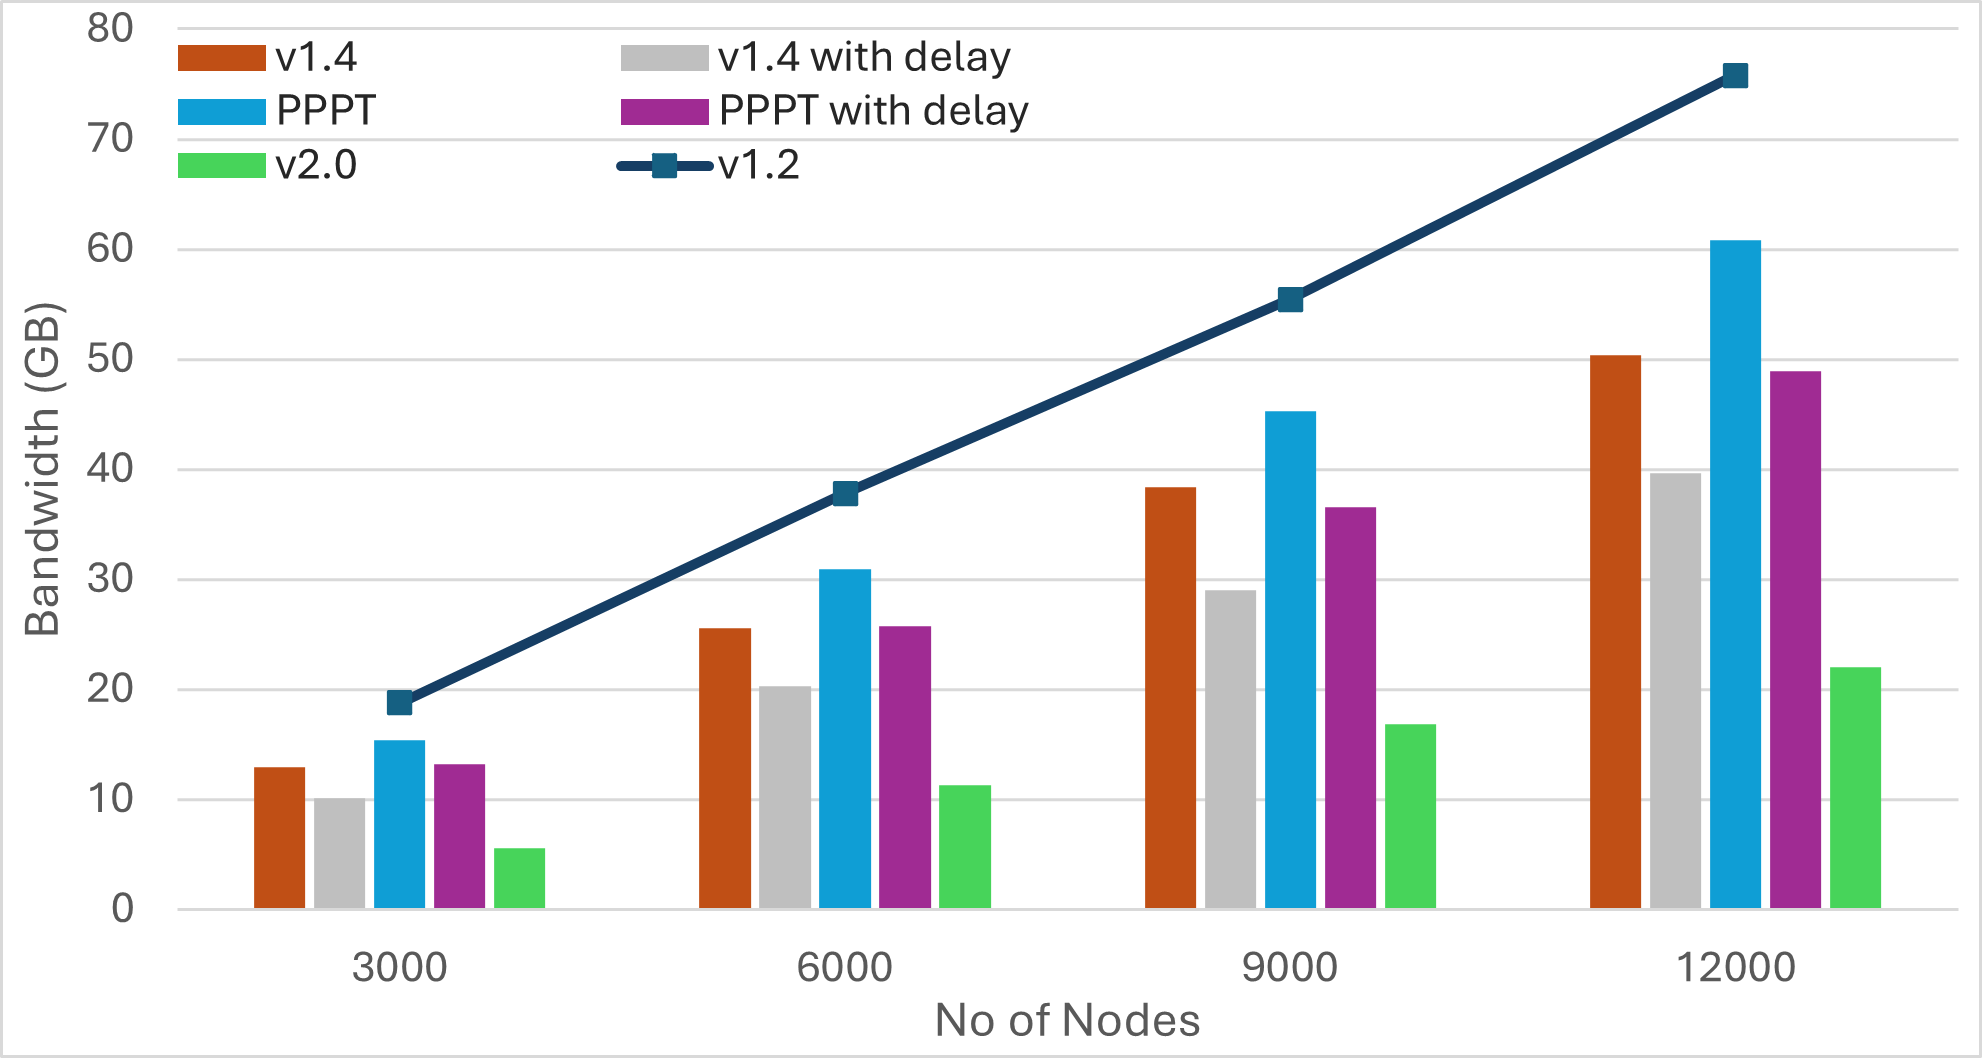 80
70
60
50
40
30
20
10
0
Bandwidth (GB)
v1.4
v1.4 with delay
PPPT
PPPT with delay
v2.0
v1.2
3000
6000
9000
12000
No of Nodes